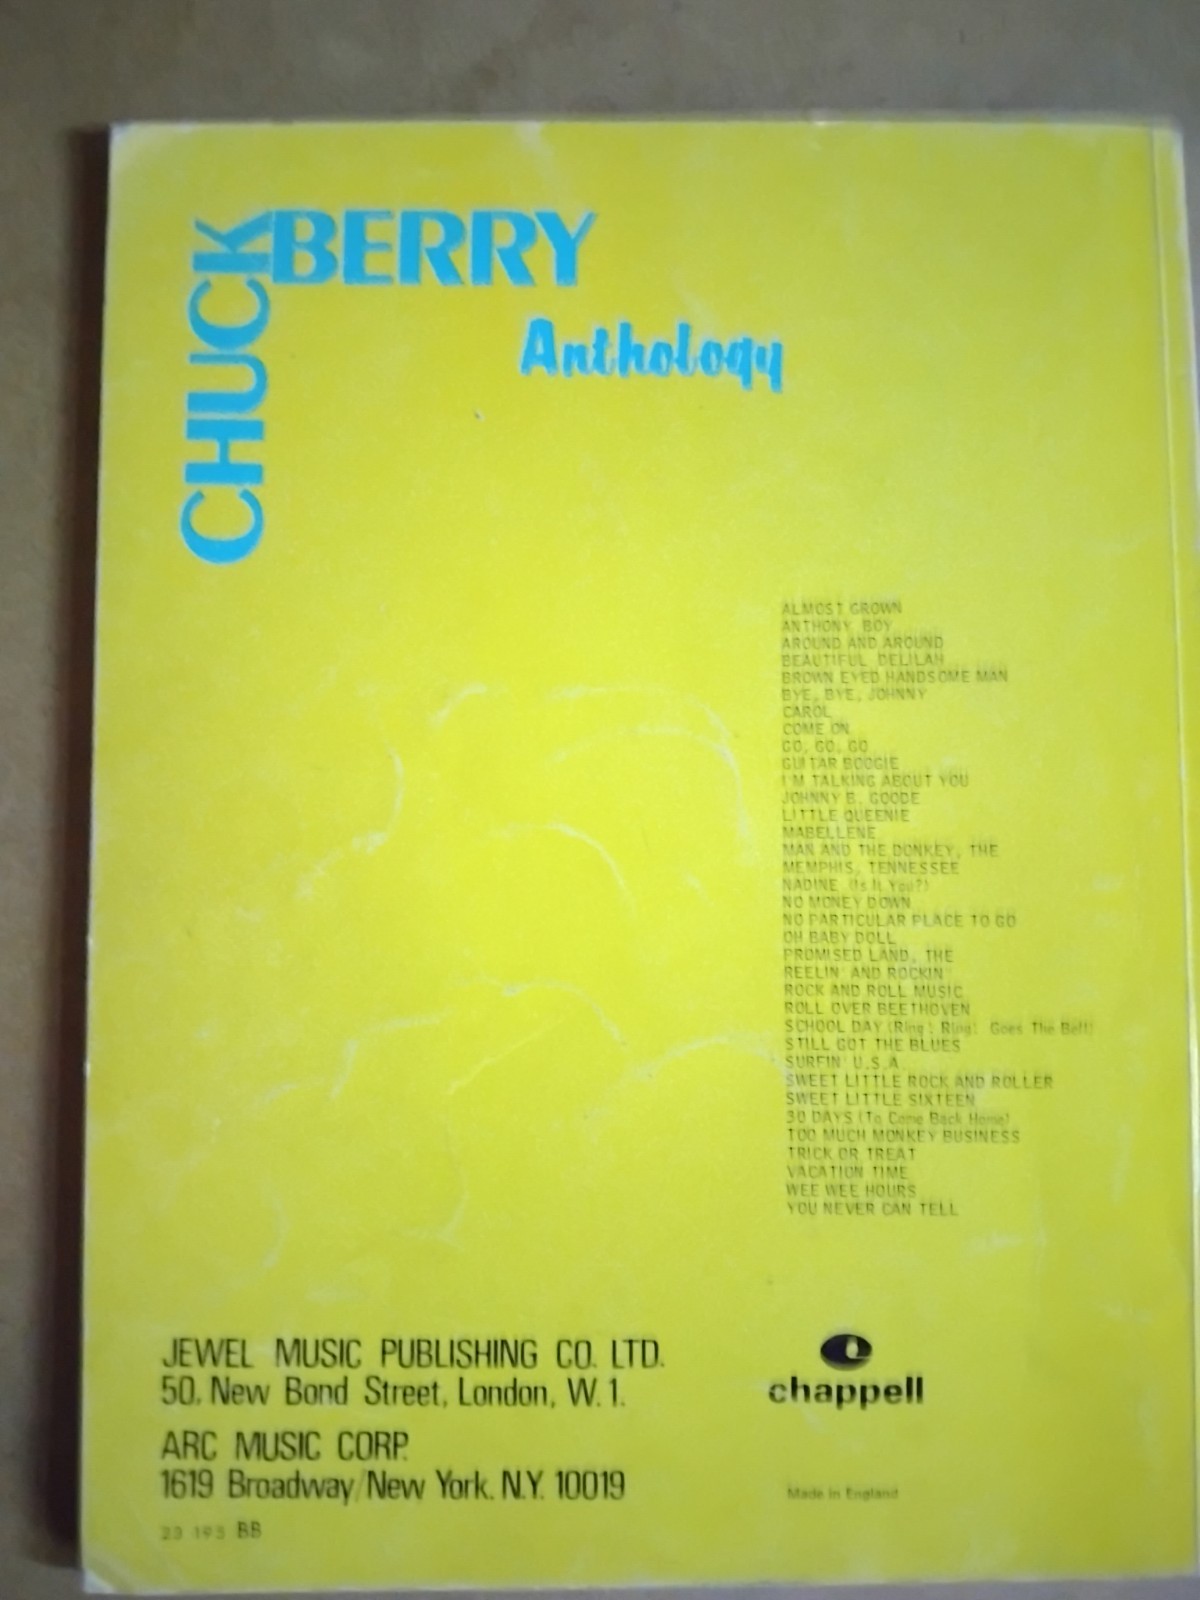 CHUCK BERRY
Anthology
ALMOST GROWN
ANTHONY BOY
AROUND AND AROUND
BEAUTIFUL DELILAH
BROWN EYED HANDSOME MAN
BYE, BYE, JOHNNY
CAROL
COME ON
GO, GO, GO
GUITAR BOOGIE
I'M TALKING ABOUT YOU
JOHNNY B. GOODE
LITTLE QUEENIE
MABELLENE
MAN AND THE DONKEY, THE
MEMPHIS, TENNESSEE
NADINE (Is It You?)
NO MONEY DOWN
NO PARTICULAR PLACE TO GO
OH BABY DOLL
PROMISED LAND, THE
REELIN' AND ROCKIN'
ROCK AND ROLL MUSIC
ROLL OVER BEETHOVEN
SCHOOL DAY (Ring! Ring! Goes The Bell)
STILL GOT THE BLUES
SURFIN' U.S.A.
SWEET LITTLE ROCK AND ROLLER
SWEET LITTLE SIXTEEN
30 DAYS (To Come Back Home)
TOO MUCH MONKEY BUSINESS
TRICK OR TREAT
VACATION TIME
WEE WEE HOURS
YOU NEVER CAN TELL
JEWEL MUSIC PUBLISHING CO. LTD.
50, New Bond Street, London, W.1.
ARC MUSIC CORP.
1619 Broadway/New York. N.Y. 10019
chappell
Made in England
23 195 BB